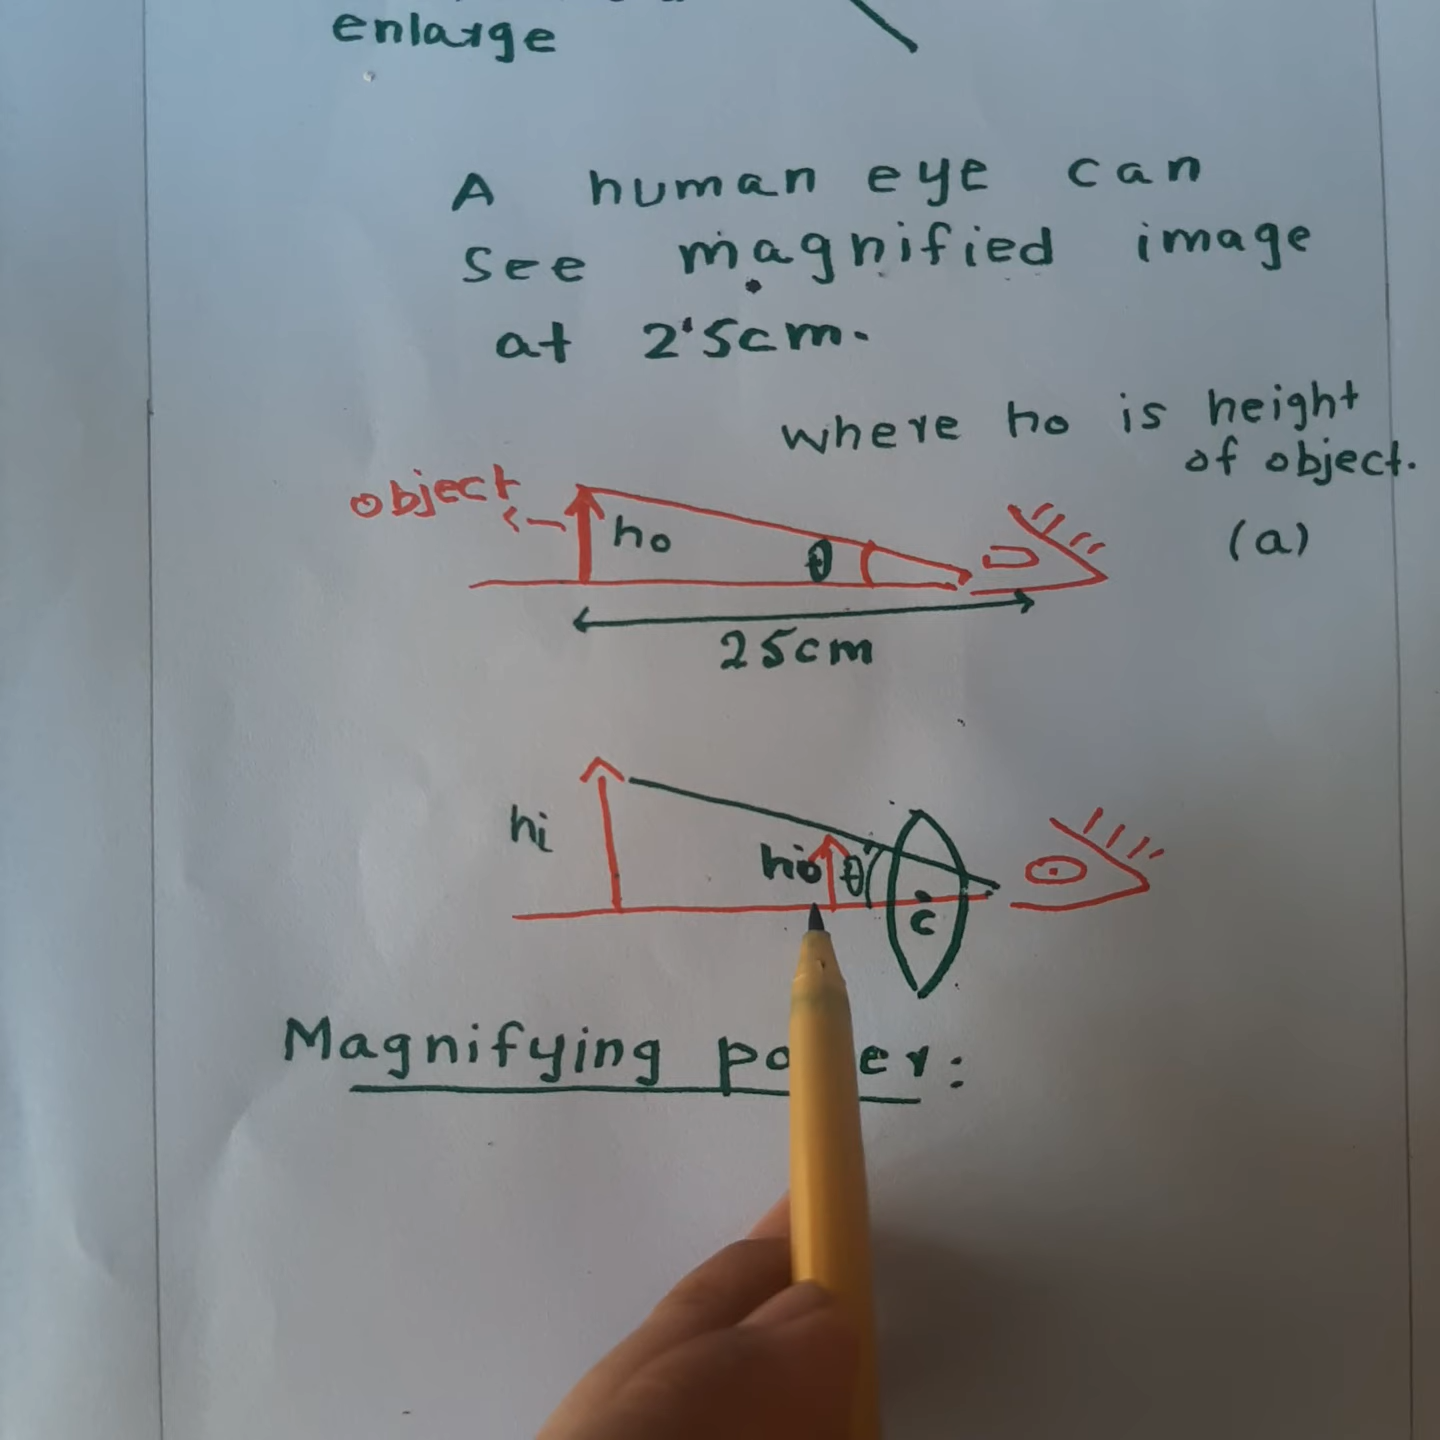 enlarge
A human eye can
see magnified image
at 2.5cm.
where ho is height
of object.
object
ho
θ
(a)
25cm
hi
ho
θ
c
Magnifying power: